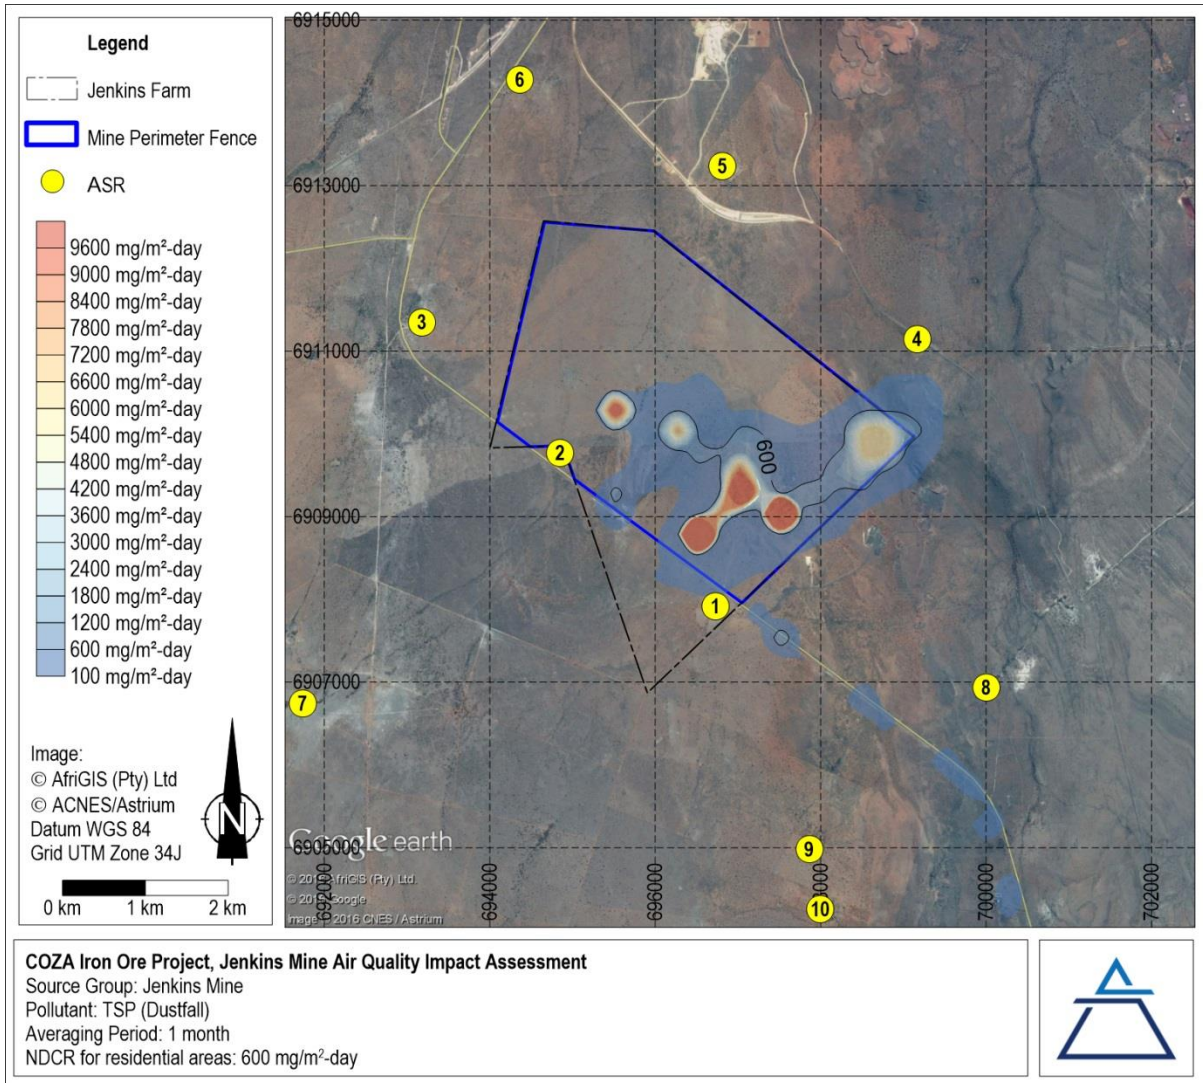 Legend
Jenkins Farm
Mine Perimeter Fence
ASR
9600 mg/m²-day
9000 mg/m²-day
8400 mg/m²-day
7800 mg/m²-day
7200 mg/m²-day
6600 mg/m²-day
6000 mg/m²-day
5400 mg/m²-day
4800 mg/m²-day
4200 mg/m²-day
3600 mg/m²-day
3000 mg/m²-day
2400 mg/m²-day
1800 mg/m²-day
1200 mg/m²-day
600 mg/m²-day
100 mg/m²-day
Image:
© AfriGIS (Pty) Ltd
© ACNES/Astrium
Datum WGS 84
Grid UTM Zone 34J
N
0 km 1 km 2 km
6915000
6
5
6913000
3
4
6911000
2
600
6909000
1
6907000
7
8
6905000
9
10
Google earth
© 2016 AfriGIS (Pty) Ltd.
© 2016 Google
Image © 2016 CNES / Astrium
692000
694000
696000
698000
700000
702000
COZA Iron Ore Project, Jenkins Mine Air Quality Impact Assessment
Source Group: Jenkins Mine
Pollutant: TSP (Dustfall)
Averaging Period: 1 month
NDCR for residential areas: 600 mg/m²-day